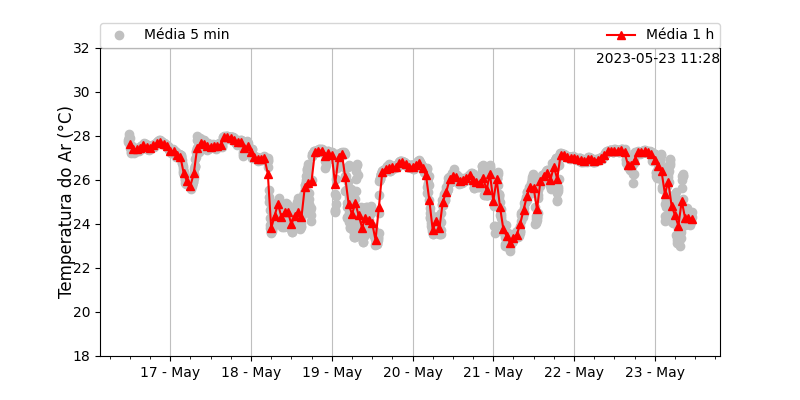 Média 5 min
Média 1 h
2023-05-23 11:28
Temperatura do Ar (°C)
32
30
28
26
24
22
20
18
17 - May
18 - May
19 - May
20 - May
21 - May
22 - May
23 - May